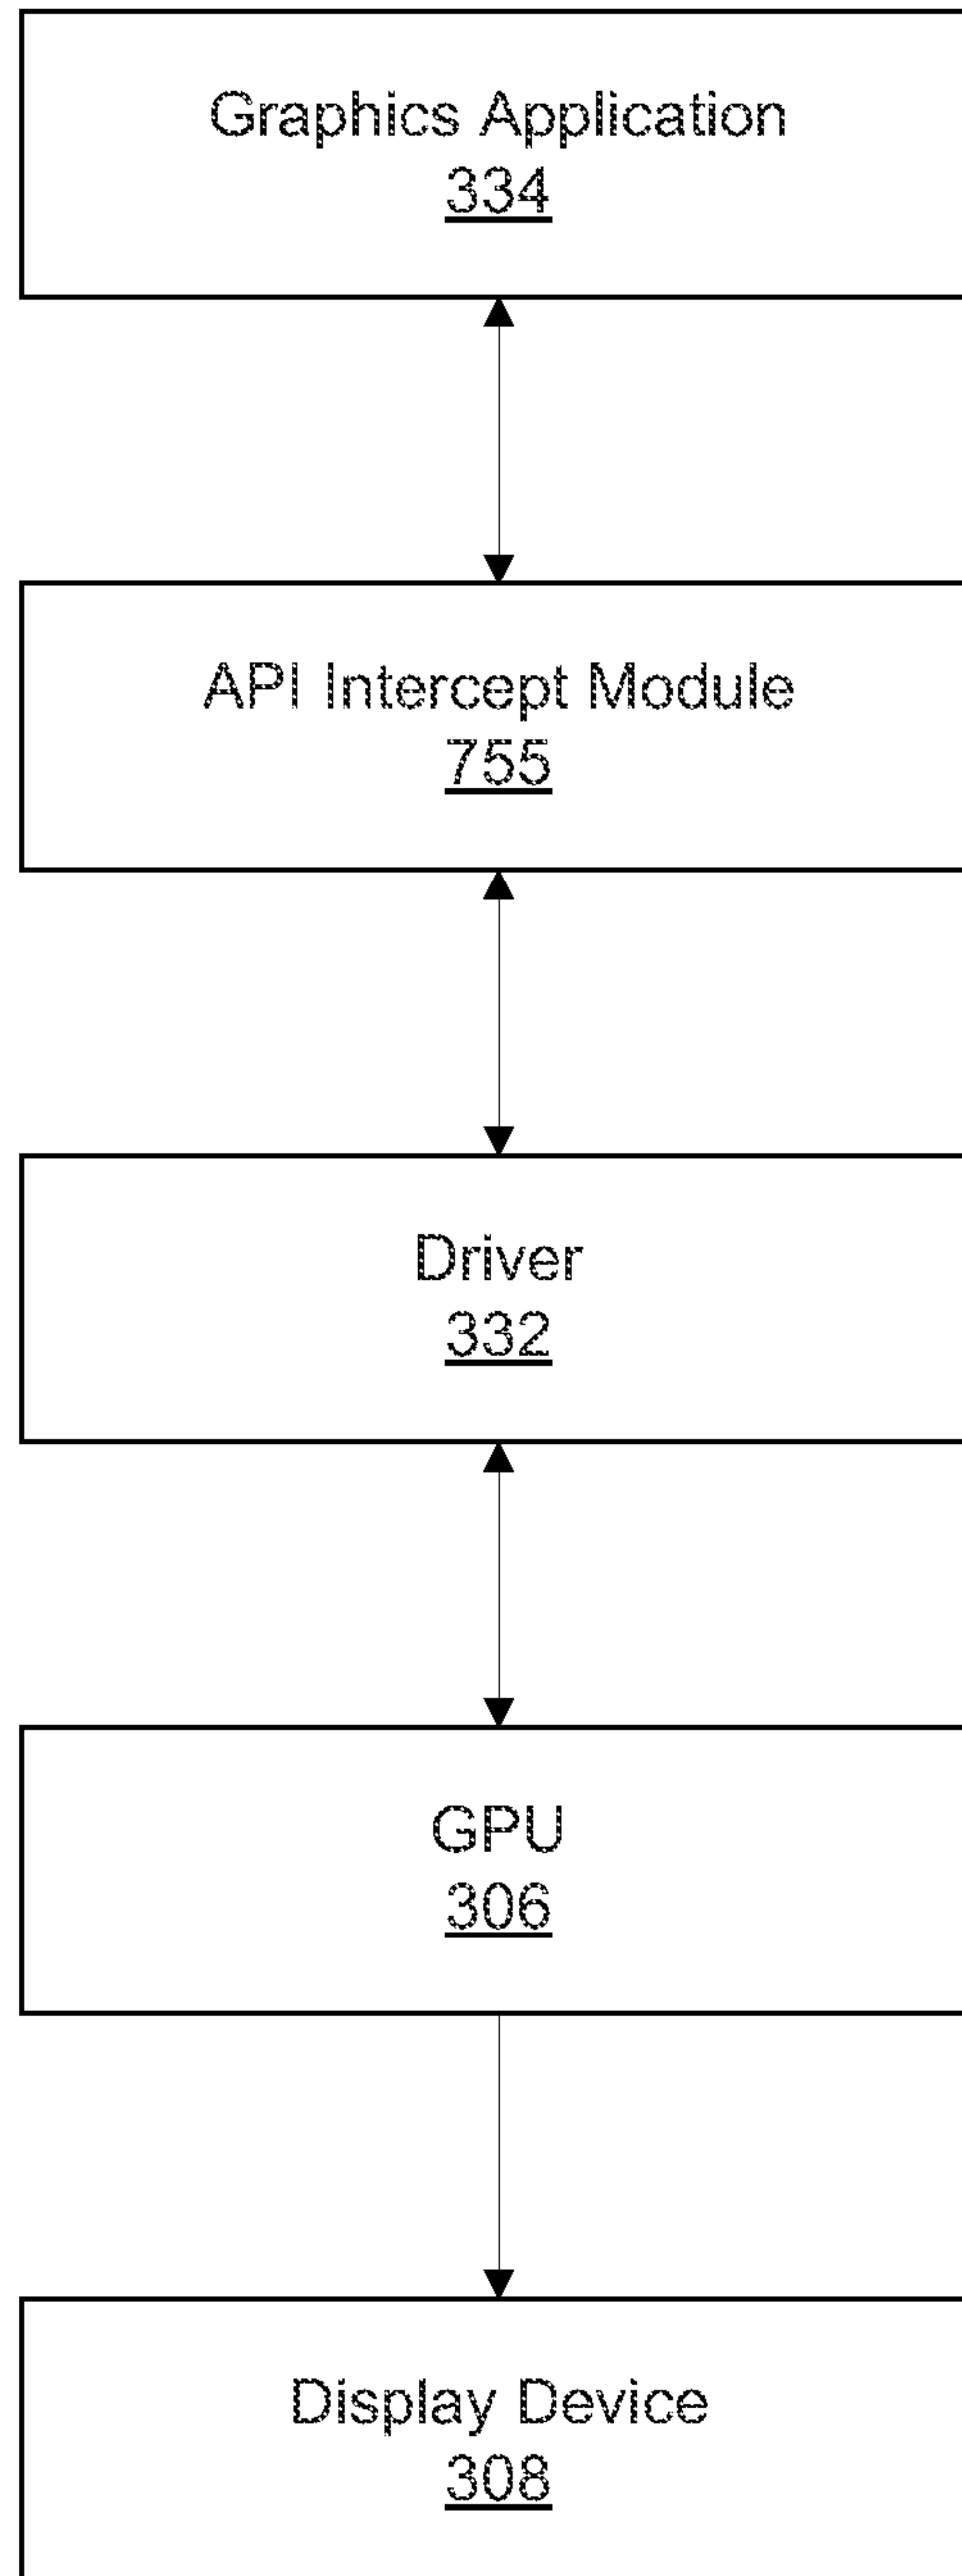 Graphics Application
334
API Intercept Module
755
Driver
332
GPU
306
Display Device
308